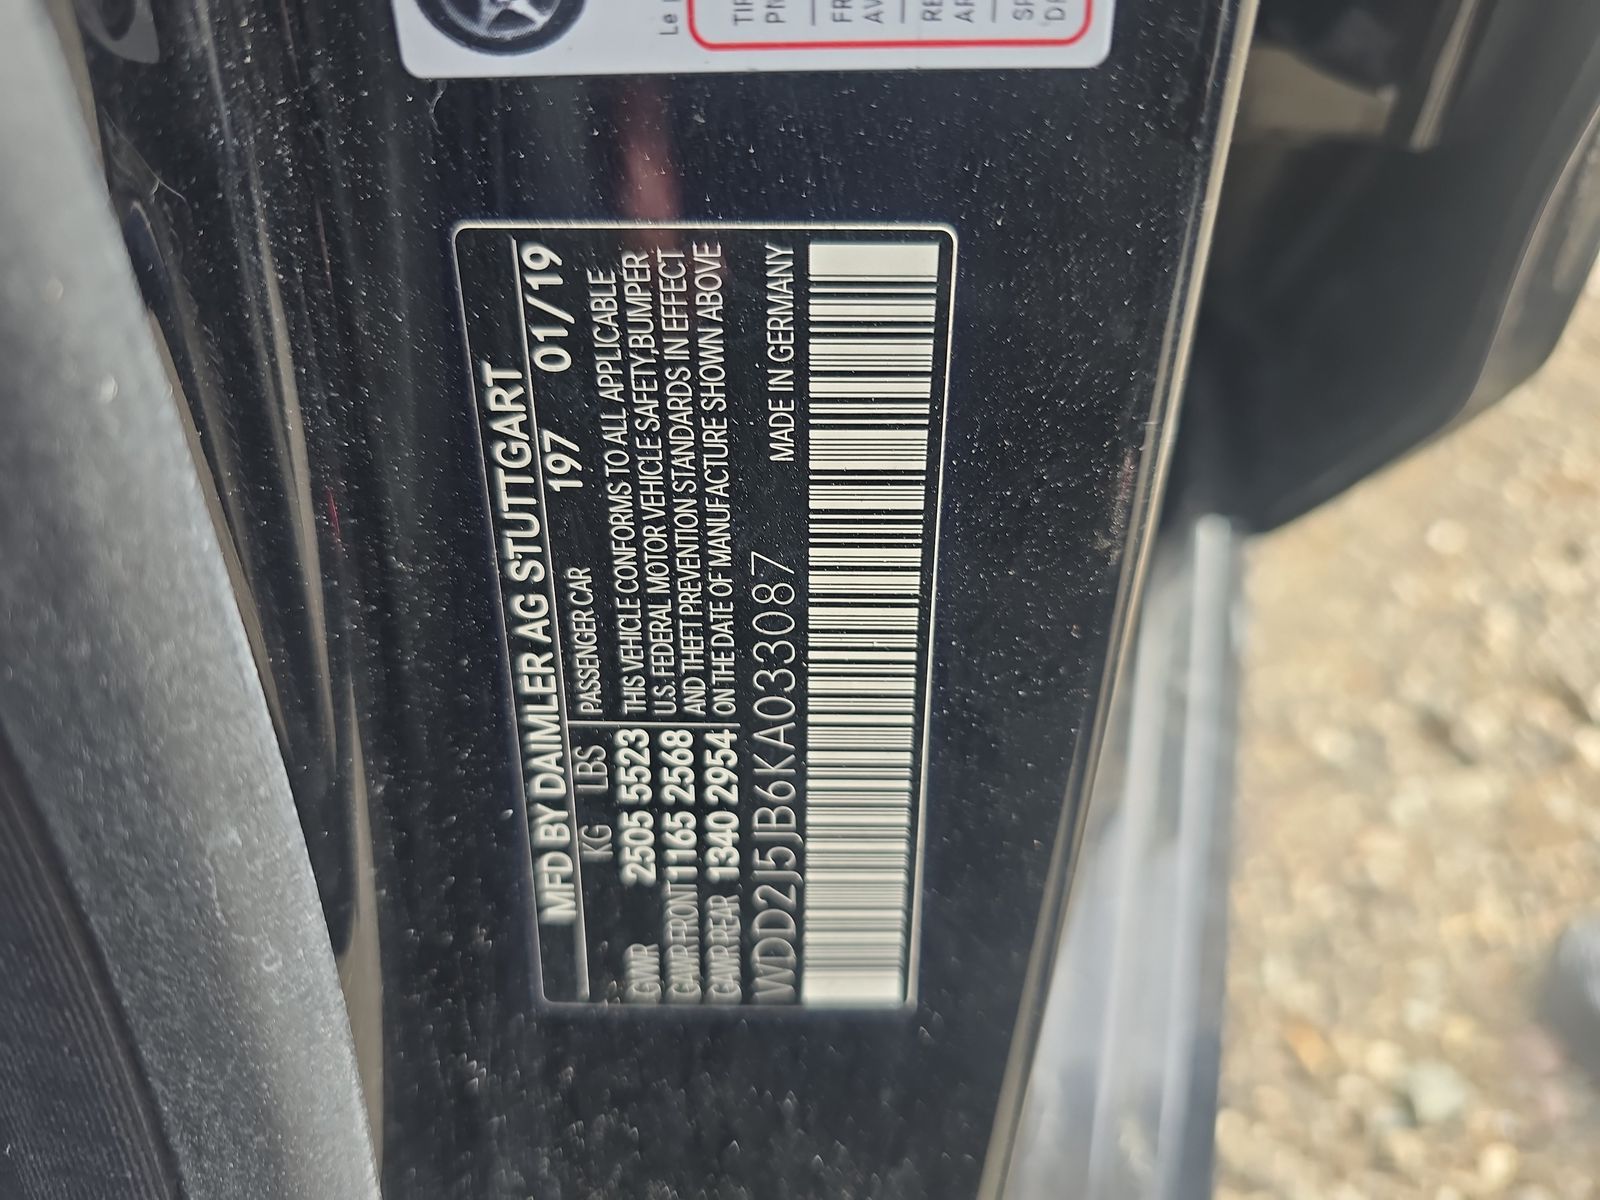 MFD BY DAIMLER AG STUTTGART
KG LBS PASSENGER CAR 197 01/19
GVWR 2505 5523 THIS VEHICLE CONFORMS TO ALL APPLICABLE
GAWR FRONT 1165 2568 U.S. FEDERAL MOTOR VEHICLE SAFETY,BUMPER
GAWR REAR 1340 2954 AND THEFT PREVENTION STANDARDS IN EFFECT
ON THE DATE OF MANUFACTURE SHOWN ABOVE
WDD2J5JB6KA033087 MADE IN GERMANY
Le